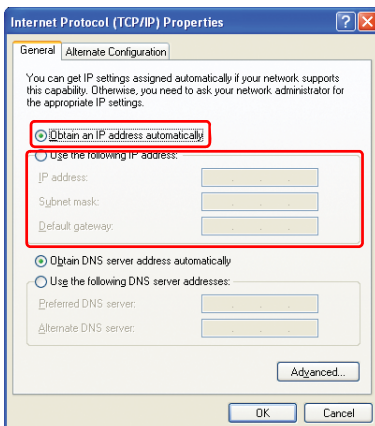 Internet Protocol (TCP/IP) Properties
General Alternate Configuration
You can get IP settings assigned automatically if your network supports
this capability. Otherwise, you need to ask your network administrator for
the appropriate IP settings.
Obtain an IP address automatically
Use the following IP address:
IP address:
Subnet mask:
Default gateway:
Obtain DNS server address automatically
Use the following DNS server addresses:
Preferred DNS server:
Alternate DNS server:
Advanced...
OK Cancel